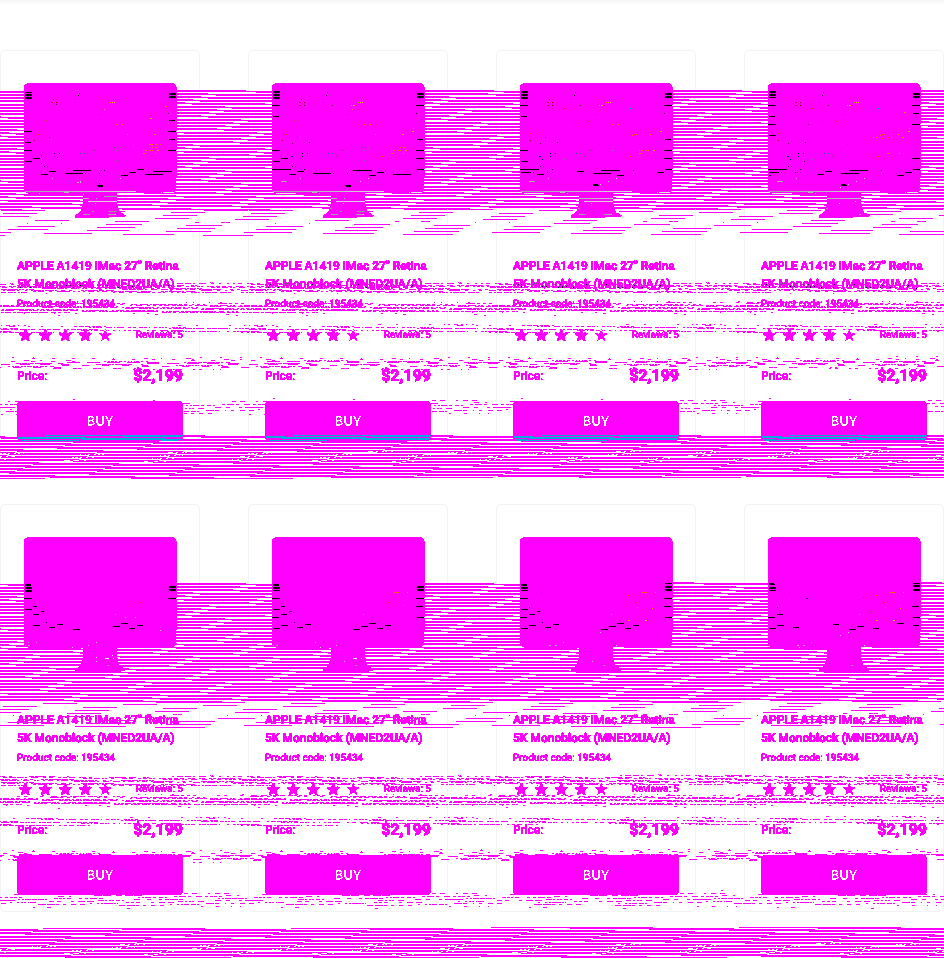 APPLE A1419 iMac 27" Retina
5K Monoblock (MNED2UA/A)
Product code: 195434
Reviews: 5
Price: $2,199
BUY
APPLE A1419 iMac 27" Retina
5K Monoblock (MNED2UA/A)
Product code: 195434
Reviews: 5
Price: $2,199
BUY
APPLE A1419 iMac 27" Retina
5K Monoblock (MNED2UA/A)
Product code: 195434
Reviews: 5
Price: $2,199
BUY
APPLE A1419 iMac 27" Retina
5K Monoblock (MNED2UA/A)
Product code: 195434
Reviews: 5
Price: $2,199
BUY
APPLE A1419 iMac 27" Retina
5K Monoblock (MNED2UA/A)
Product code: 195434
Reviews: 5
Price: $2,199
BUY
APPLE A1419 iMac 27" Retina
5K Monoblock (MNED2UA/A)
Product code: 195434
Reviews: 5
Price: $2,199
BUY
APPLE A1419 iMac 27" Retina
5K Monoblock (MNED2UA/A)
Product code: 195434
Reviews: 5
Price: $2,199
BUY
APPLE A1419 iMac 27" Retina
5K Monoblock (MNED2UA/A)
Product code: 195434
Reviews: 5
Price: $2,199
BUY